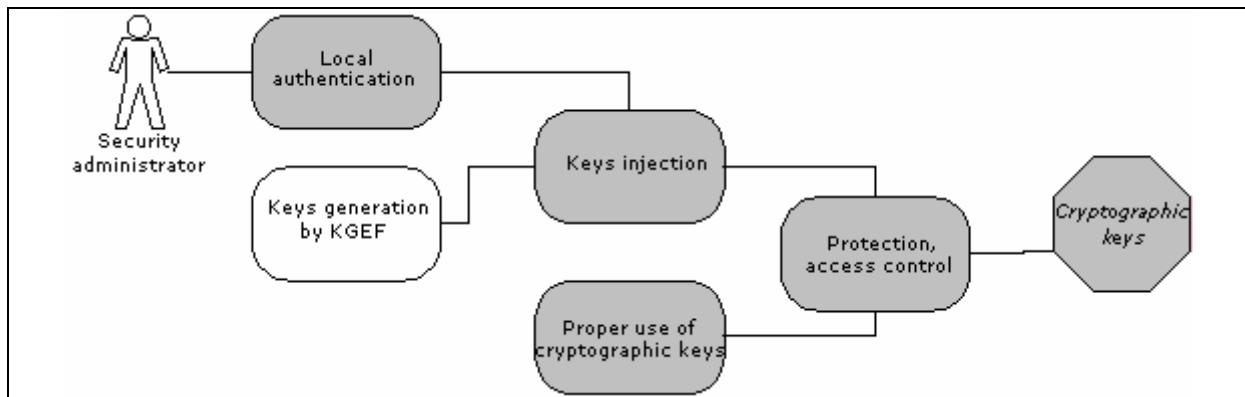 Local
authentication
Security
administrator
Keys injection
Keys generation
by KGEF
Cryptographic
keys
Protection,
access control
Proper use of
cryptographic keys